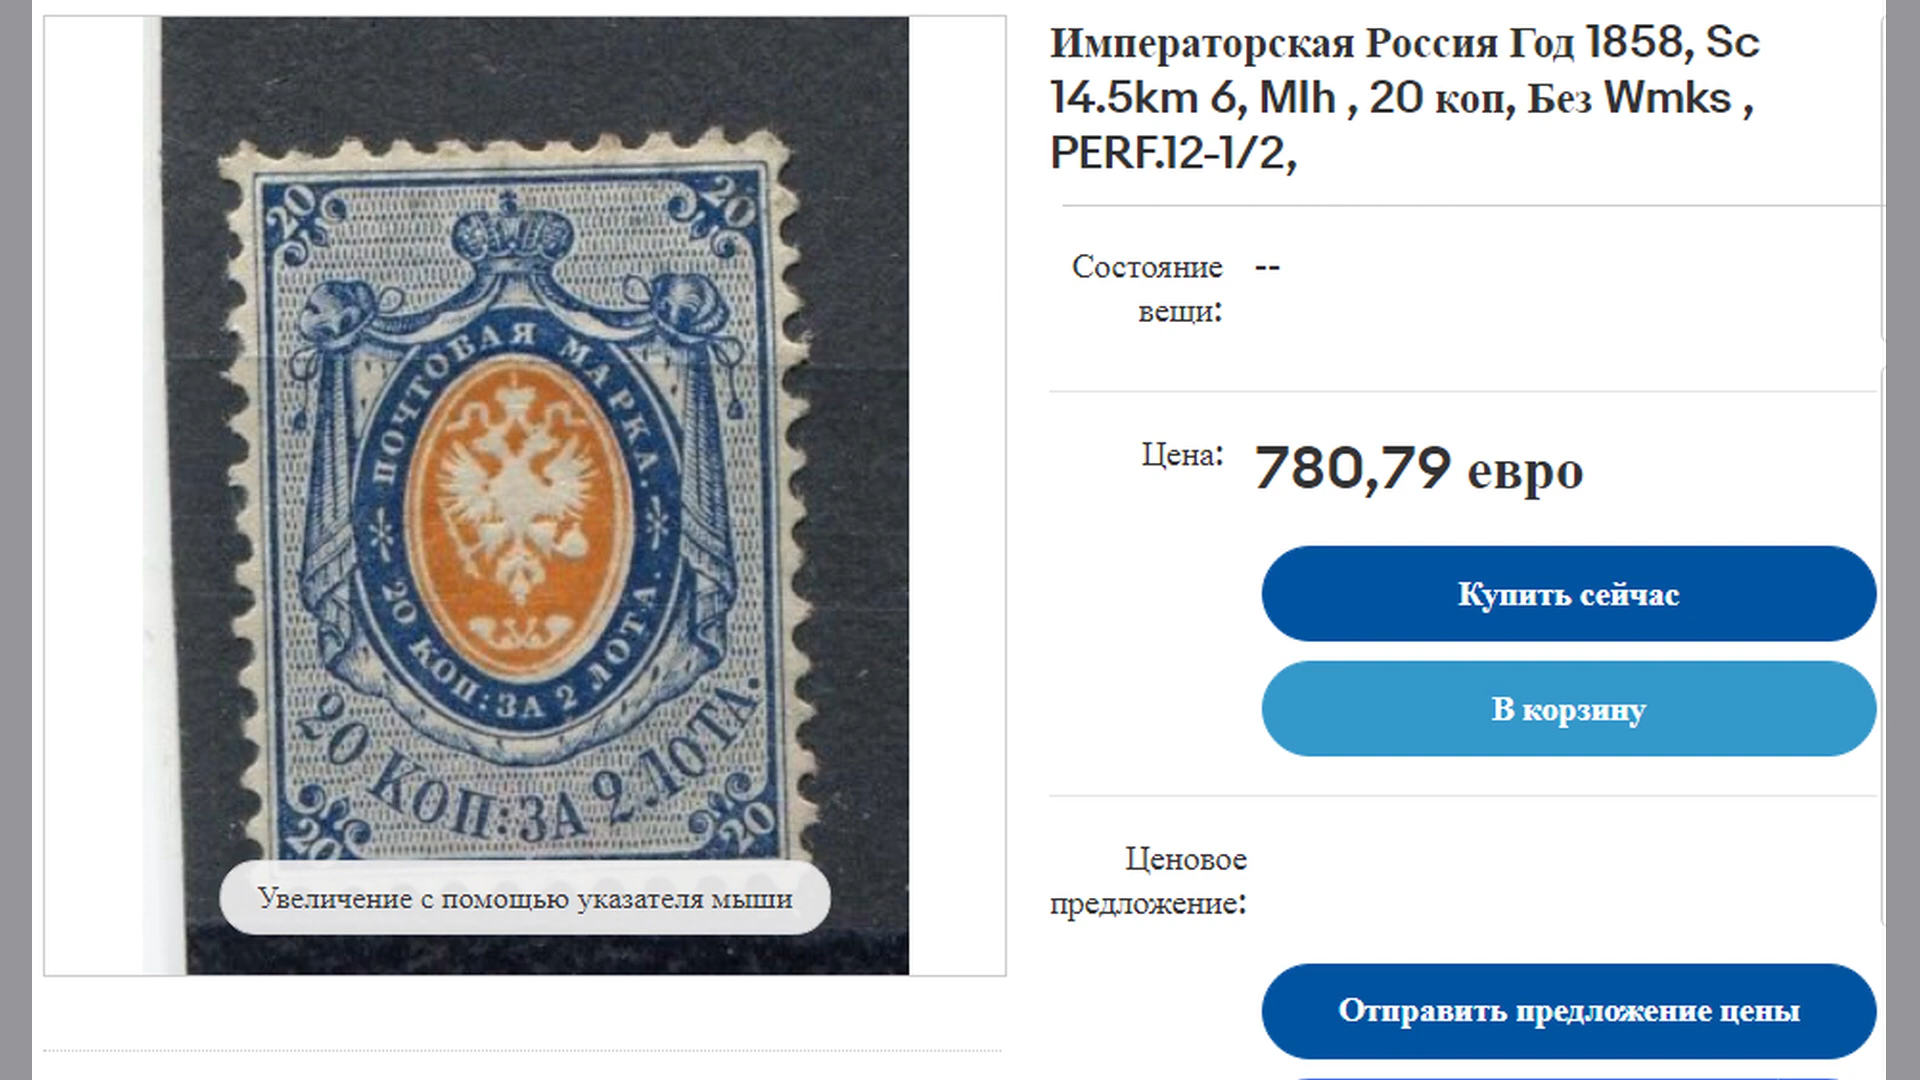 Императорская Россия Год 1858, Sc
14.5km 6, Mlh , 20 коп, Без Wmks ,
PERF.12-1/2,
Состояние
вещи:
--
Цена:
780,79 евро
Купить сейчас
В корзину
Ценовое
предложение:
Отправить предложение цены
20
20
ПОЧТОВАЯ МАРКА.
20 КОП:ЗА 2 ЛОТА.
20 КОП:ЗА 2 ЛОТА.
20
20
Увеличение с помощью указателя мыши